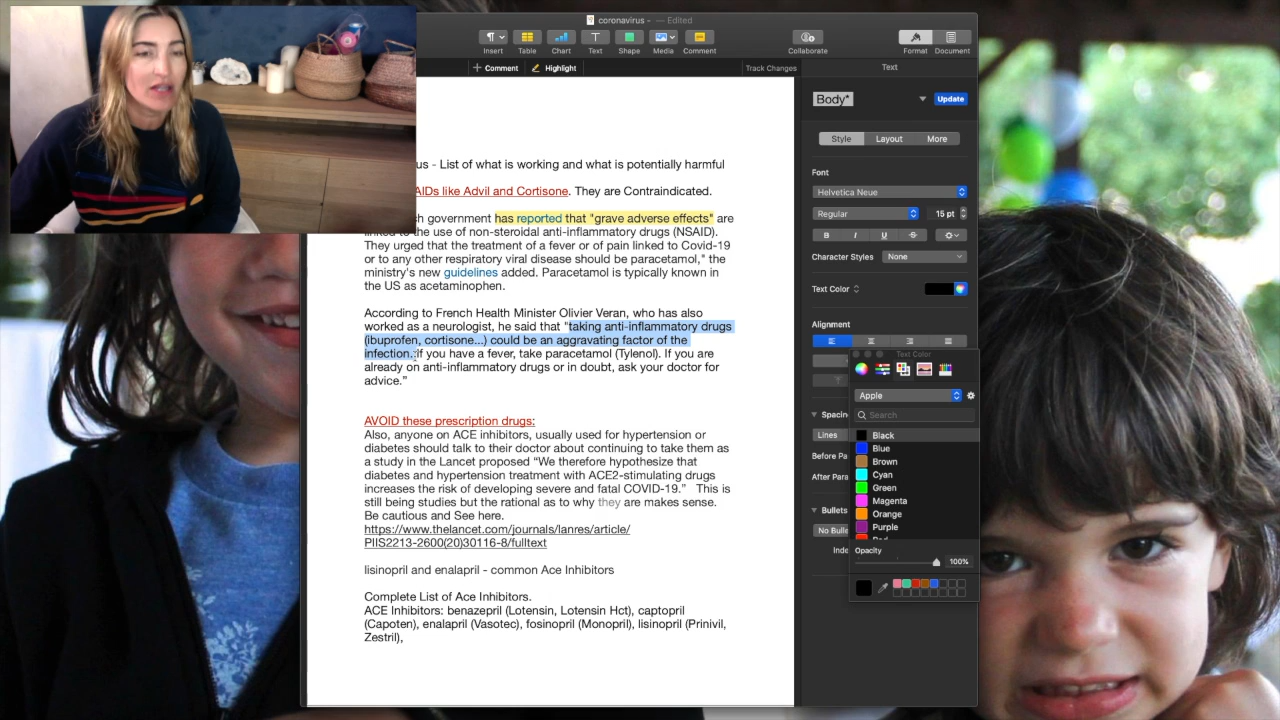 coronavirus - — Edited
Insert Table Chart Text Shape Media Comment Collaborate Format Document
+ Comment Highlight Track Changes Text
Body* Update
Style Layout More
Font
Helvetica Neue
Regular 15 pt
B I U S
Character Styles None
Text Color
Alignment
Text Color
Apple
Search
Black
Blue
Brown
Cyan
Green
Magenta
Orange
Purple
Opacity
100%
Lines
us - List of what is working and what is potentially harmful
AIDs like Advil and Cortisone. They are Contraindicated.
h government has reported that "grave adverse effects" are
linked to the use of non-steroidal anti-inflammatory drugs (NSAID).
They urged that the treatment of a fever or of pain linked to Covid-19
or to any other respiratory viral disease should be paracetamol," the
ministry's new guidelines added. Paracetamol is typically known in
the US as acetaminophen.
According to French Health Minister Olivier Veran, who has also
worked as a neurologist, he said that "taking anti-inflammatory drugs
(ibuprofen, cortisone...) could be an aggravating factor of the
infection. if you have a fever, take paracetamol (Tylenol). If you are
already on anti-inflammatory drugs or in doubt, ask your doctor for
advice.”
AVOID these prescription drugs:
Also, anyone on ACE inhibitors, usually used for hypertension or
diabetes should talk to their doctor about continuing to take them as
a study in the Lancet proposed “We therefore hypothesize that
diabetes and hypertension treatment with ACE2-stimulating drugs
increases the risk of developing severe and fatal COVID-19.” This is
still being studies but the rational as to why they are makes sense.
Be cautious and See here.
https://www.thelancet.com/journals/lanres/article/
PIIS2213-2600(20)30116-8/fulltext
lisinopril and enalapril - common Ace Inhibitors
Complete List of Ace Inhibitors.
ACE Inhibitors: benazepril (Lotensin, Lotensin Hct), captopril
(Capoten), enalapril (Vasotec), fosinopril (Monopril), lisinopril (Prinivil,
Zestril),